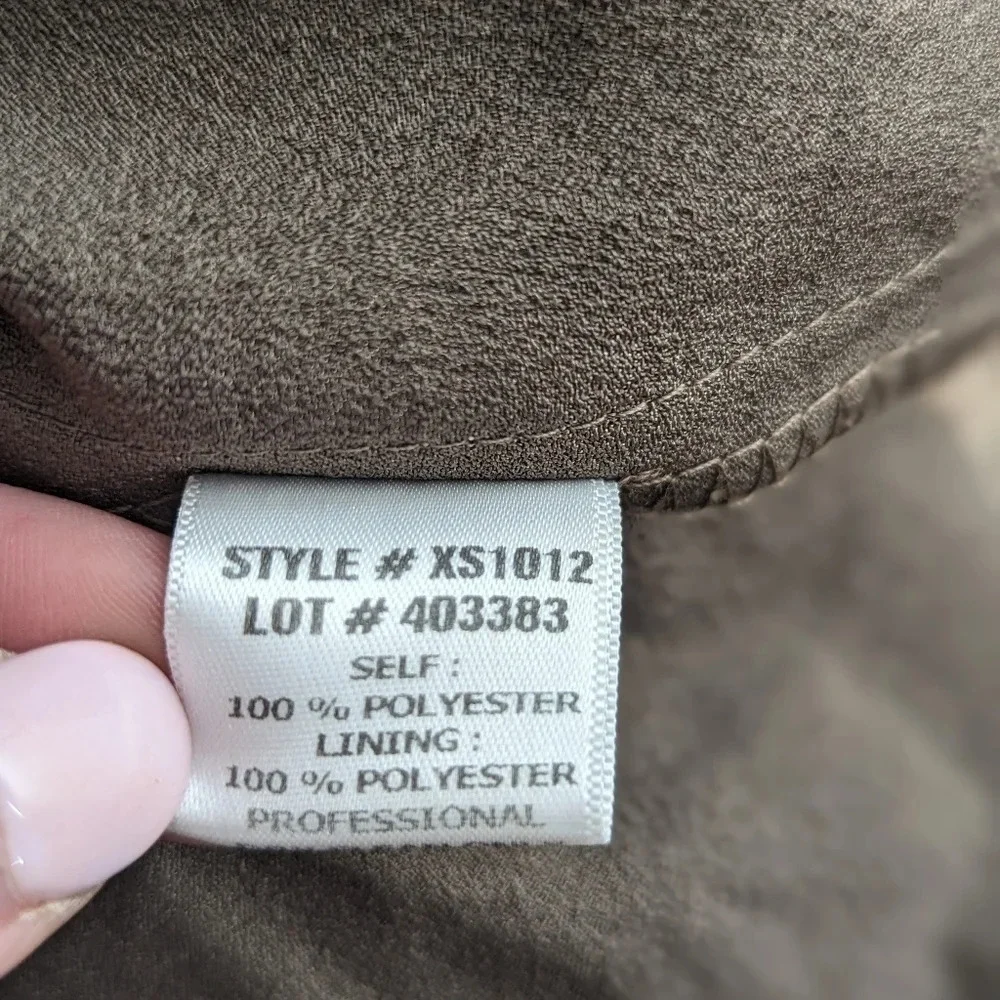 STYLE # XS1012
LOT # 403383
SELF :
100 % POLYESTER
LINING :
100 % POLYESTER
PROFESSIONAL